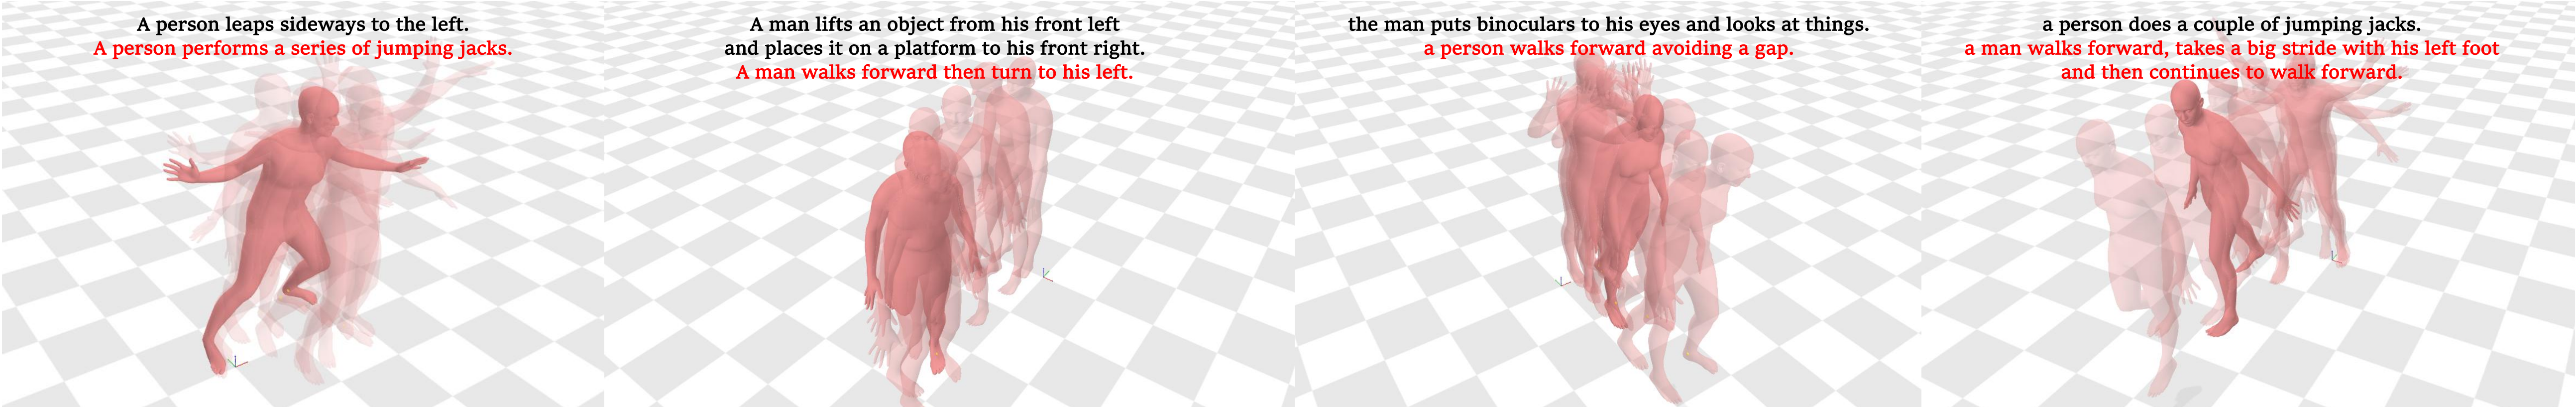 A person leaps sideways to the left.
A person performs a series of jumping jacks.
A man lifts an object from his front left
and places it on a platform to his front right.
A man walks forward then turn to his left.
the man puts binoculars to his eyes and looks at things.
a person walks forward avoiding a gap.
a person does a couple of jumping jacks.
a man walks forward, takes a big stride with his left foot
and then continues to walk forward.